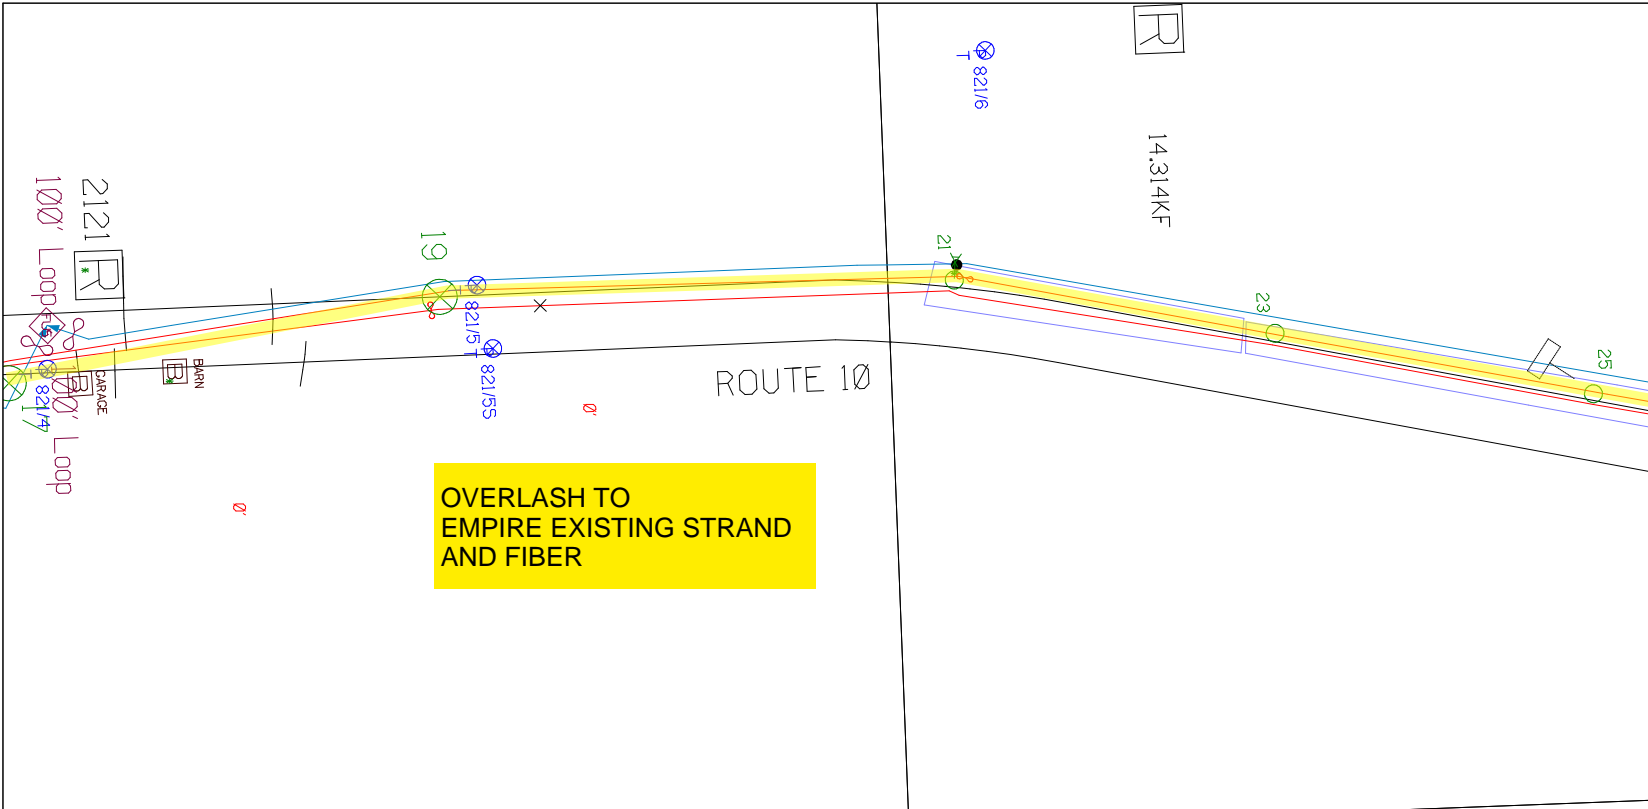 R
821/6
T
14.314KF
2121
R
100' Loop
19
21
23
25
821/5
T
821/5S
ROUTE 10
BARN
B
GARAGE
B
821/4
17
100' Loop
0'
0'
OVERLASH TO
EMPIRE EXISTING STRAND
AND FIBER